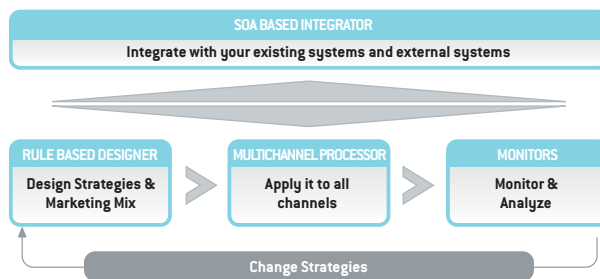 SOA BASED INTEGRATOR
Integrate with your existing systems and external systems
RULE BASED DESIGNER
Design Strategies &
Marketing Mix
MULTICHANNEL PROCESSOR
Apply it to all
channels
MONITORS
Monitor &
Analyze
Change Strategies